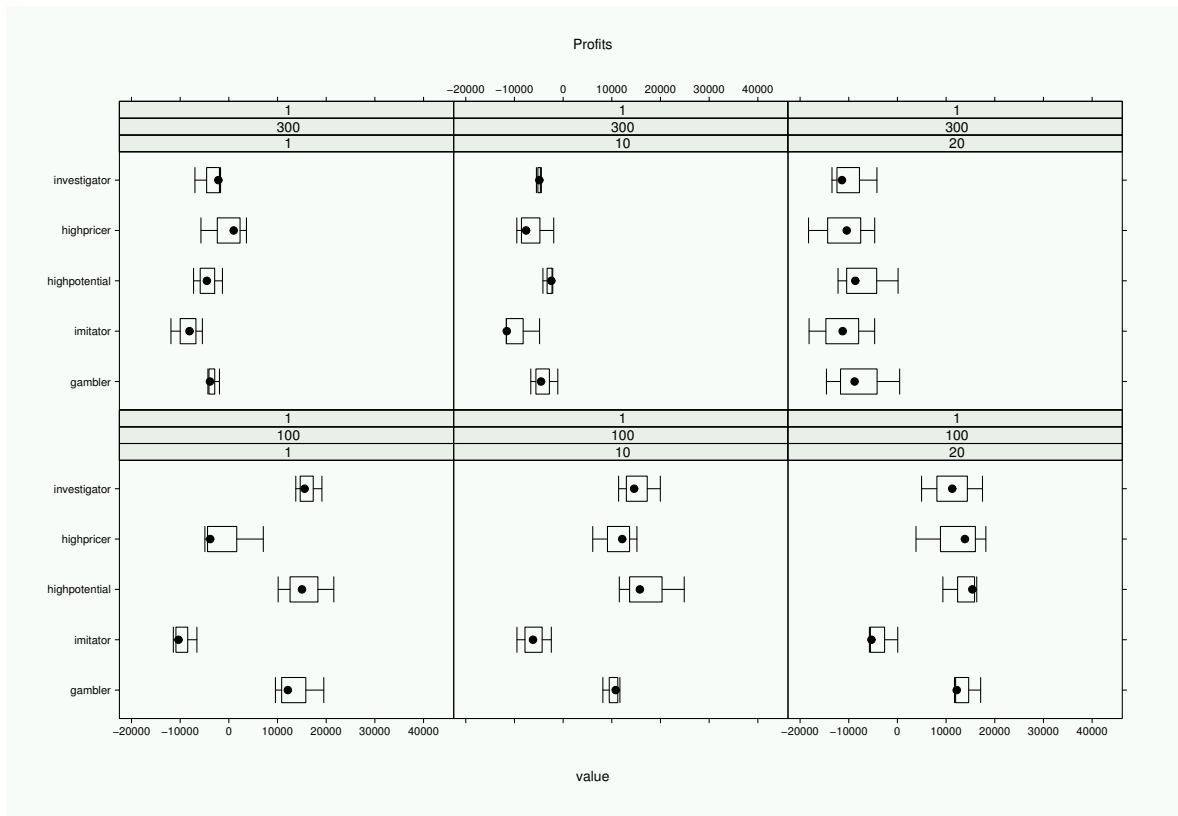 Profits
−20000 −10000 0 10000 20000 30000 40000
1 1 1
300 300 300
1 10 20
investigator
highpricer
highpotential
imitator
gambler
1 1 1
100 100 100
1 10 20
investigator
highpricer
highpotential
imitator
gambler
−20000 −10000 0 10000 20000 30000 40000 −20000 −10000 0 10000 20000 30000 40000
value